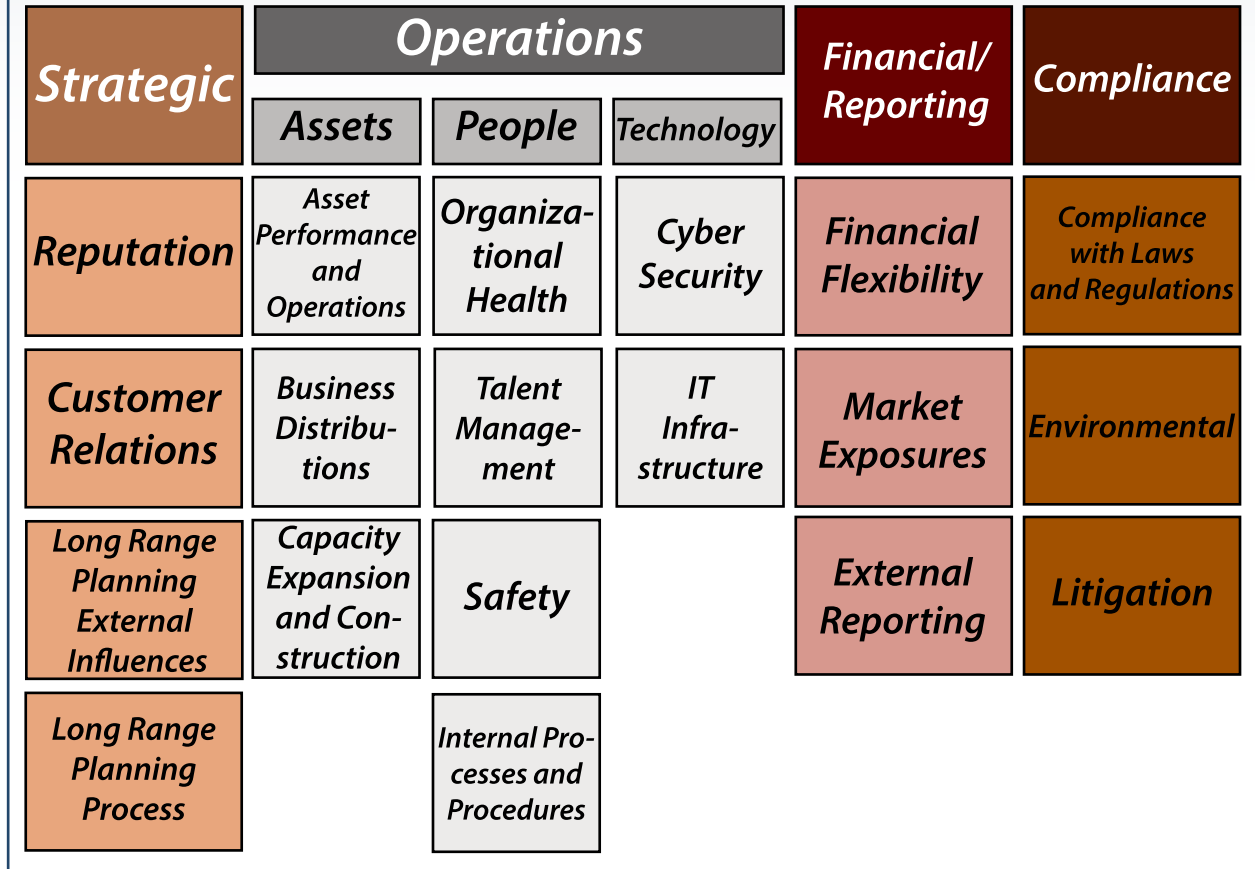 Strategic
Operations
Assets
People
Technology
Financial/
Reporting
Compliance
Reputation
Asset
Performance
and
Operations
Organiza-
tional
Health
Cyber
Security
Financial
Flexibility
Compliance
with Laws
and Regulations
Customer
Relations
Business
Distribu-
tions
Talent
Manage-
ment
IT
Infra-
structure
Market
Exposures
Environmental
Long Range
Planning
External
Influences
Capacity
Expansion
and Con-
struction
Safety
External
Reporting
Litigation
Long Range
Planning
Process
Internal Pro-
cesses and
Procedures